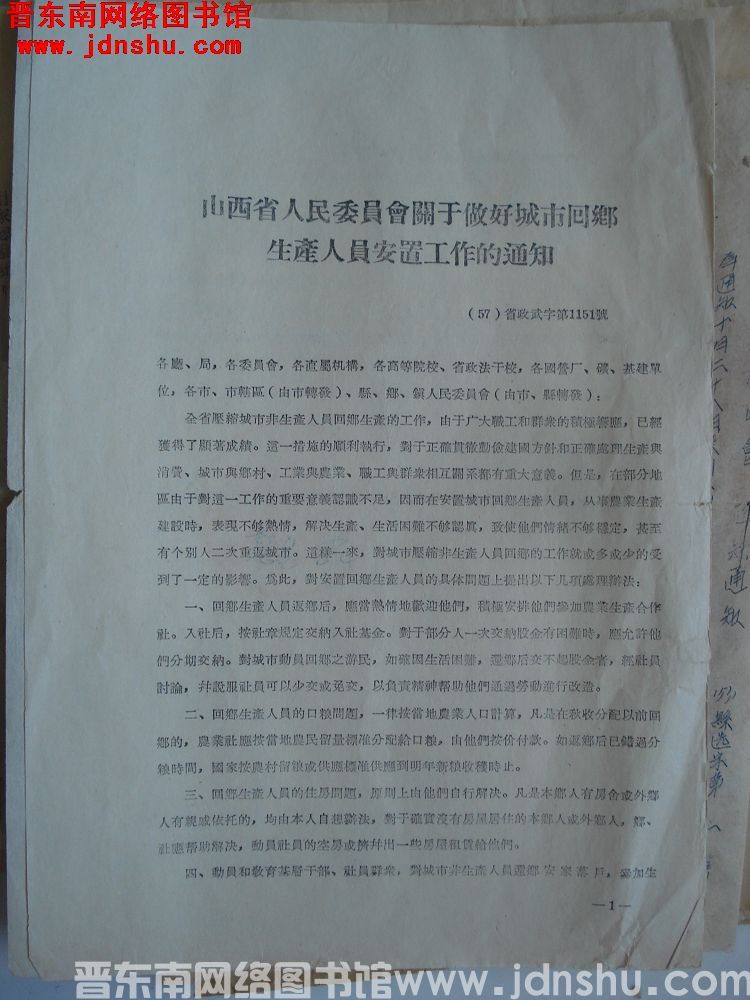 晋东南网络图书馆
www.jdnshu.com
山西省人民委員會關于做好城市回鄉
生產人員安置工作的通知
（57）省政武字第1151號
各廳、局，各委員會，各直屬机構，各高等院校、省政法干校，各國營厂、礦、基建單
位，各市、市轄區（由市轉發）、縣、鄉、鎭人民委員會（由市、縣轉發）：
全省壓縮城市非生產人員回鄉生產的工作，由于广大職工和群衆的積極響應，已經
獲得了顯著成績。這一措施的順利執行，對于正確貫徹勤儉建國方針和正確處理生產與
消費、城市與鄉村、工業與農業、職工與群衆相互關系都有重大意義。但是，在部分地
區由于對這一工作的重要意義認識不足，因而在安置城市回鄉生產人員，从事農業生產
建設時，表現不够熱情，解決生產、生活困難不够認眞，致使他們情緒不够穩定，甚至
有个別人二次重返城市。這樣一來，對城市壓縮非生產人員回鄉的工作就或多或少的受
到了一定的影響。爲此，對安置回鄉生產人員的具体問題上提出以下几項處理辦法：
一、回鄉生產人員返鄉后，應當熱情地歡迎他們，積極安排他們參加農業生產合作
社。入社后，按社章規定交納入社基金。對于部分人一次交納股金有困難時，應允許他
們分期交納。對城市動員回鄉之游民，如確因生活困難，還鄉后交不起股金者，經社員
討論，幷說服社員可以少交或免交，以負責精神帮助他們通過勞動進行改造。
二、回鄉生產人員的口粮問題，一律按當地農業人口計算，凡是在秋收分配以前回
鄉的，農業社應按當地農民留量標准分配給口粮，由他們按价付款。如返鄉后已錯過分
粮時間，國家按農村留粮或供應標准供應到明年新粮收穫時止。
三、回鄉生產人員的住房問題，原則上由他們自行解决。凡是本鄉人有房舍或外鄉
人有親戚依托的，均由本人自想辦法，對于確實沒有房屋居住的本鄉人或外鄉人，鄉、
社應帮助解决，動員社員的空房或擠幷出一些房屋租賃給他們。
四、動員和敎育基層干部、社員群衆，對城市非生產人員還鄉安家落戶，參加生
—1—
通知
晋东南网络图书馆 www.jdnshu.com